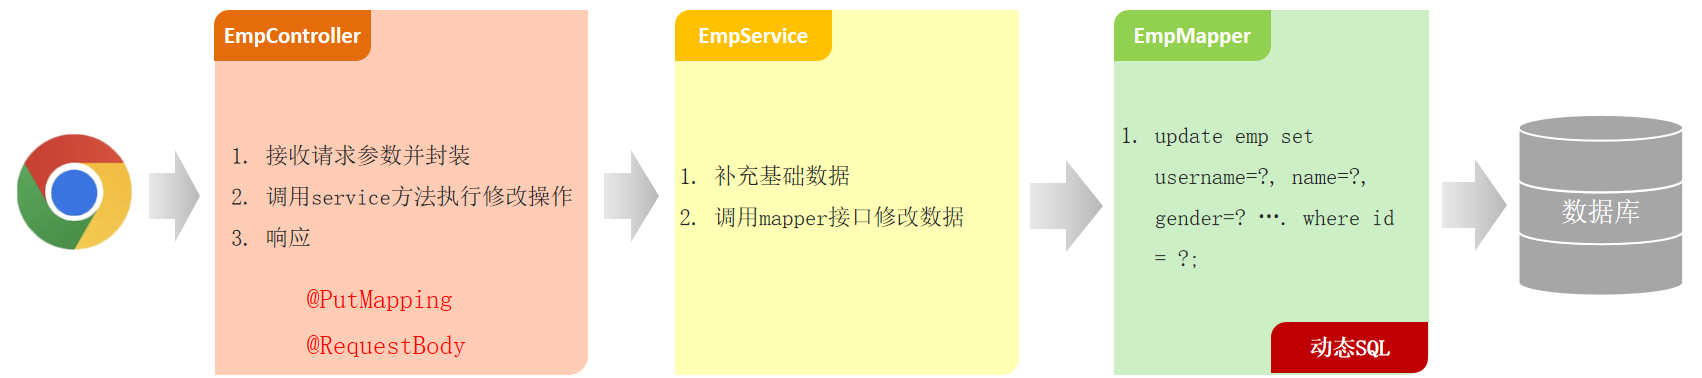 EmpController
1. 接收请求参数并封装
2. 调用service方法执行修改操作
3. 响应
@PutMapping
@RequestBody
EmpService
1. 补充基础数据
2. 调用mapper接口修改数据
EmpMapper
1. update emp set
username=?, name=?,
gender=? …. where id
= ?;
动态SQL
数据库